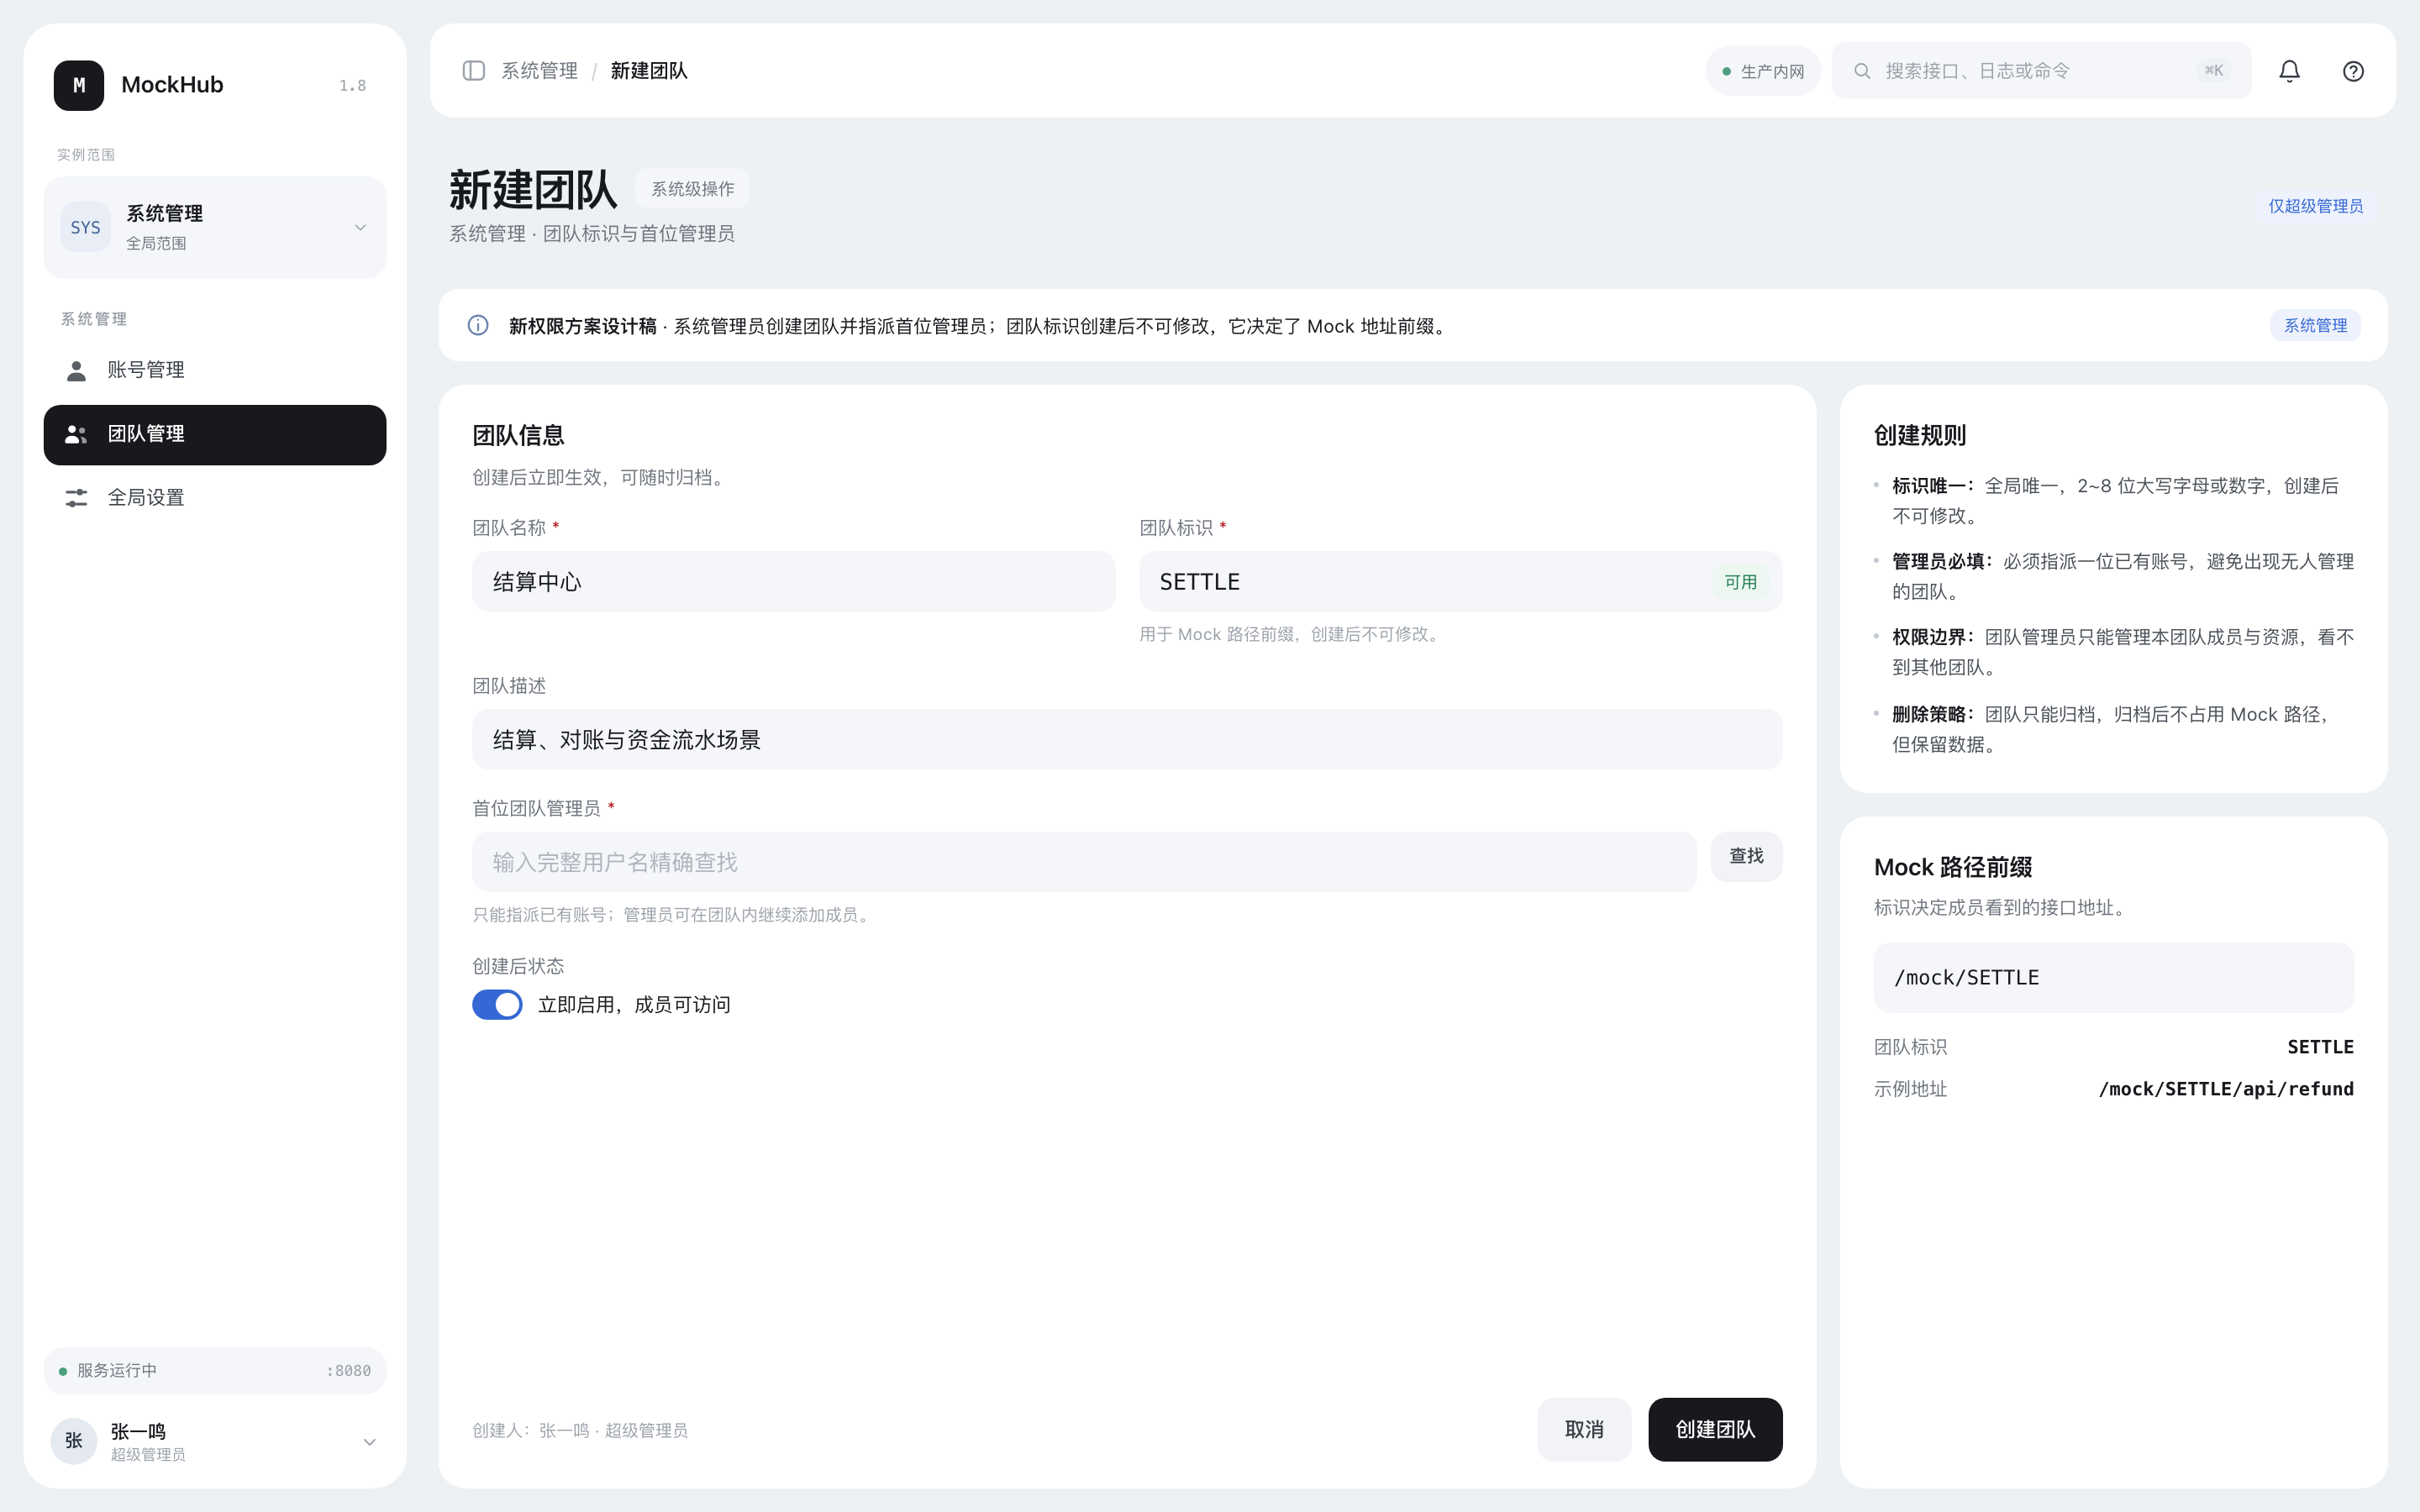 M MockHub 1.8
实例范围
SYS 系统管理
全局范围
系统管理
账号管理
团队管理
全局设置
服务运行中 :8080
张 张一鸣
超级管理员
系统管理 / 新建团队
生产内网
搜索接口、日志或命令 ⌘K
新建团队 系统级操作
系统管理 · 团队标识与首位管理员
仅超级管理员
新权限方案设计稿 · 系统管理员创建团队并指派首位管理员；团队标识创建后不可修改，它决定了 Mock 地址前缀。
系统管理
团队信息
创建后立即生效，可随时归档。
团队名称 *
结算中心
团队标识 *
SETTLE 可用
用于 Mock 路径前缀，创建后不可修改。
团队描述
结算、对账与资金流水场景
首位团队管理员 *
输入完整用户名精确查找 查找
只能指派已有账号；管理员可在团队内继续添加成员。
创建后状态
立即启用，成员可访问
创建人：张一鸣 · 超级管理员
取消 创建团队
创建规则
标识唯一：全局唯一，2~8 位大写字母或数字，创建后
不可修改。
管理员必填：必须指派一位已有账号，避免出现无人管理
的团队。
权限边界：团队管理员只能管理本团队成员与资源，看不
到其他团队。
删除策略：团队只能归档，归档后不占用 Mock 路径，
但保留数据。
Mock 路径前缀
标识决定成员看到的接口地址。
/mock/SETTLE
团队标识 SETTLE
示例地址 /mock/SETTLE/api/refund